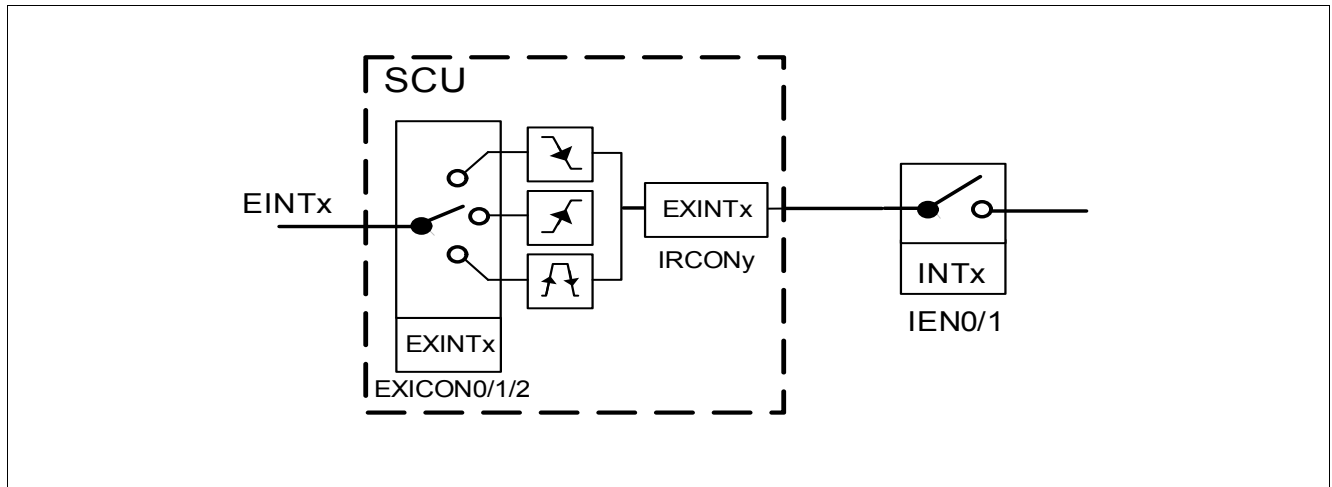 SCU
EINTx
EXINTx
EXICON0/1/2
EXINTx
IRCONy
INTx
IEN0/1